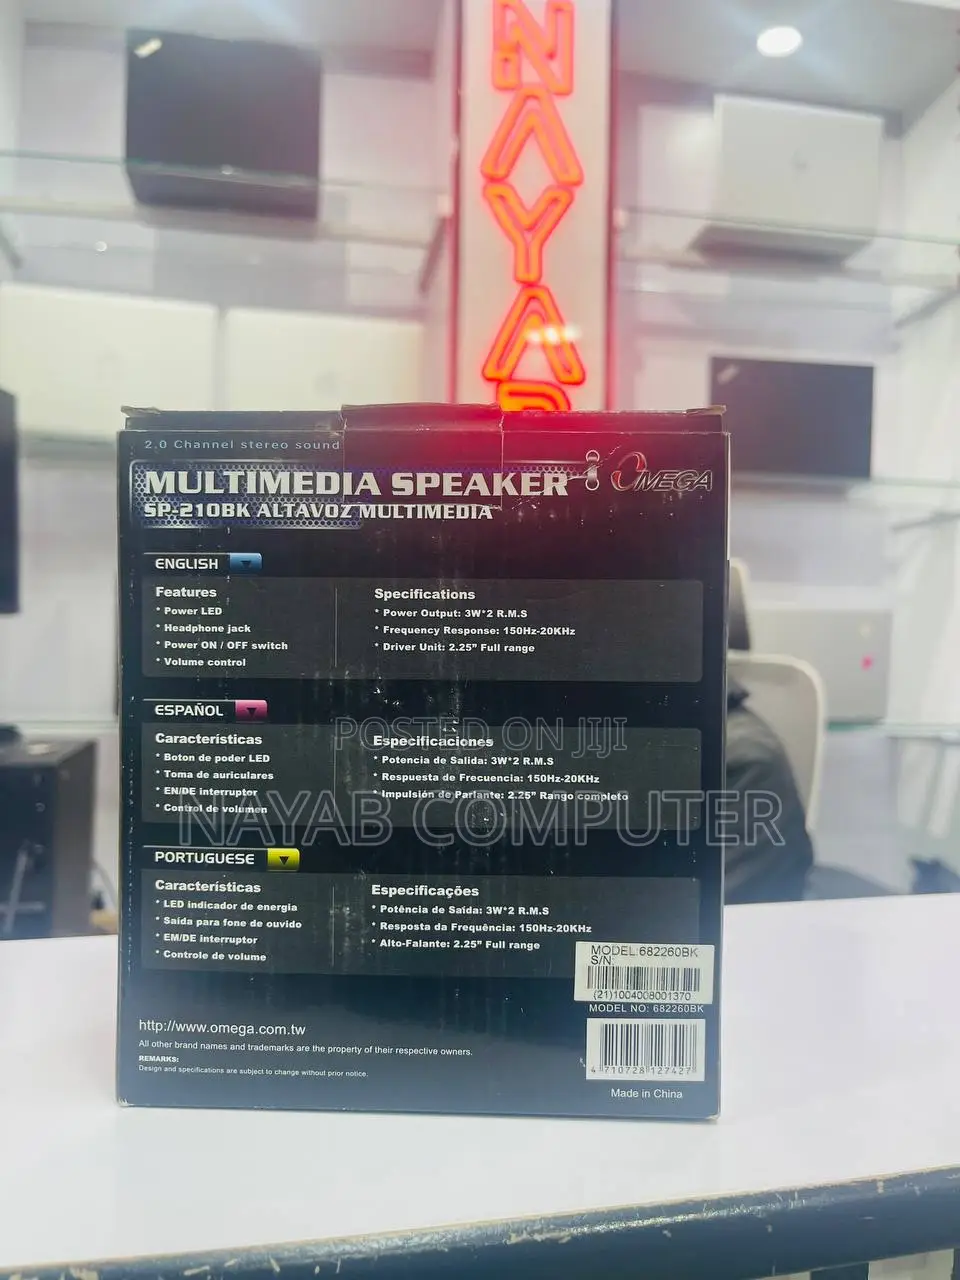 NAYAB
2.0 Channel stereo sound
MULTIMEDIA SPEAKER
OMEGA
SP-210BK ALTAVOZ MULTIMEDIA
ENGLISH
Features
* Power LED
* Headphone jack
* Power ON / OFF switch
* Volume control
Specifications
* Power Output: 3W*2 R.M.S
* Frequency Response: 150Hz-20KHz
* Driver Unit: 2.25" Full range
ESPAÑOL
Características
* Boton de poder LED
* Toma de auriculares
* EN/DE interruptor
* Control de volumen
Especificaciones
* Potencia de Salida: 3W*2 R.M.S
* Respuesta de Frecuencia: 150Hz-20KHz
* Impulsión de Parlante: 2.25" Rango completo
POSTED ON JIJI
NAYAB COMPUTER
PORTUGUESE
Características
* LED indicador de energia
* Saída para fone de ouvido
* EM/DE interruptor
* Controle de volume
Especificações
* Potência de Saída: 3W*2 R.M.S
* Resposta da Frequência: 150Hz-20KHz
* Alto-Falante: 2.25" Full range
MODEL:682260BK
S/N:
(21)1004008001370
MODEL NO: 682260BK
4 710728 127427
Made in China
http://www.omega.com.tw
All other brand names and trademarks are the property of their respective owners.
REMARKS:
Design and specifications are subject to change without prior notice.